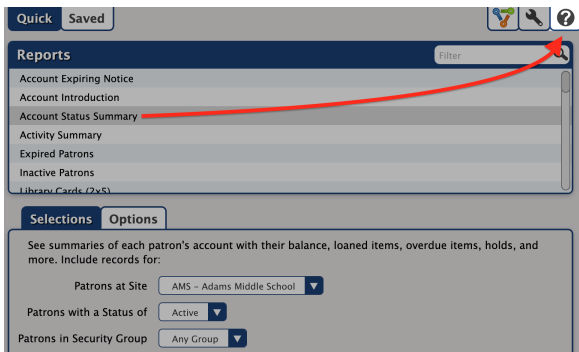 Quick Saved ?
Reports Filter
Account Expiring Notice
Account Introduction
Account Status Summary
Activity Summary
Expired Patrons
Inactive Patrons
Library Cards (2x5)
Selections Options
See summaries of each patron's account with their balance, loaned items, overdue items, holds, and
more. Include records for:
Patrons at Site AMS – Adams Middle School
Patrons with a Status of Active
Patrons in Security Group Any Group